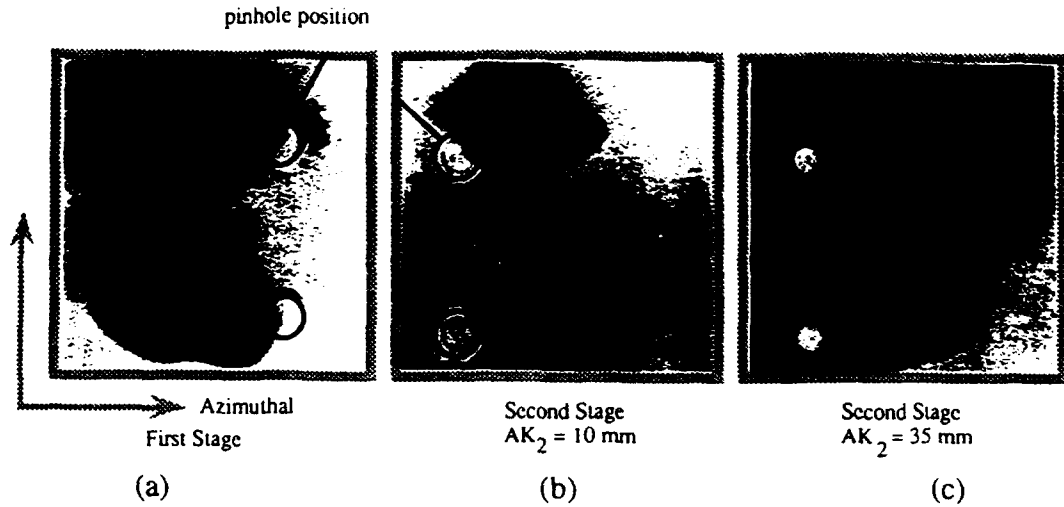 pinhole position
Azimuthal
First Stage
Second Stage
AK2 = 10 mm
Second Stage
AK2 = 35 mm
(a)
(b)
(c)